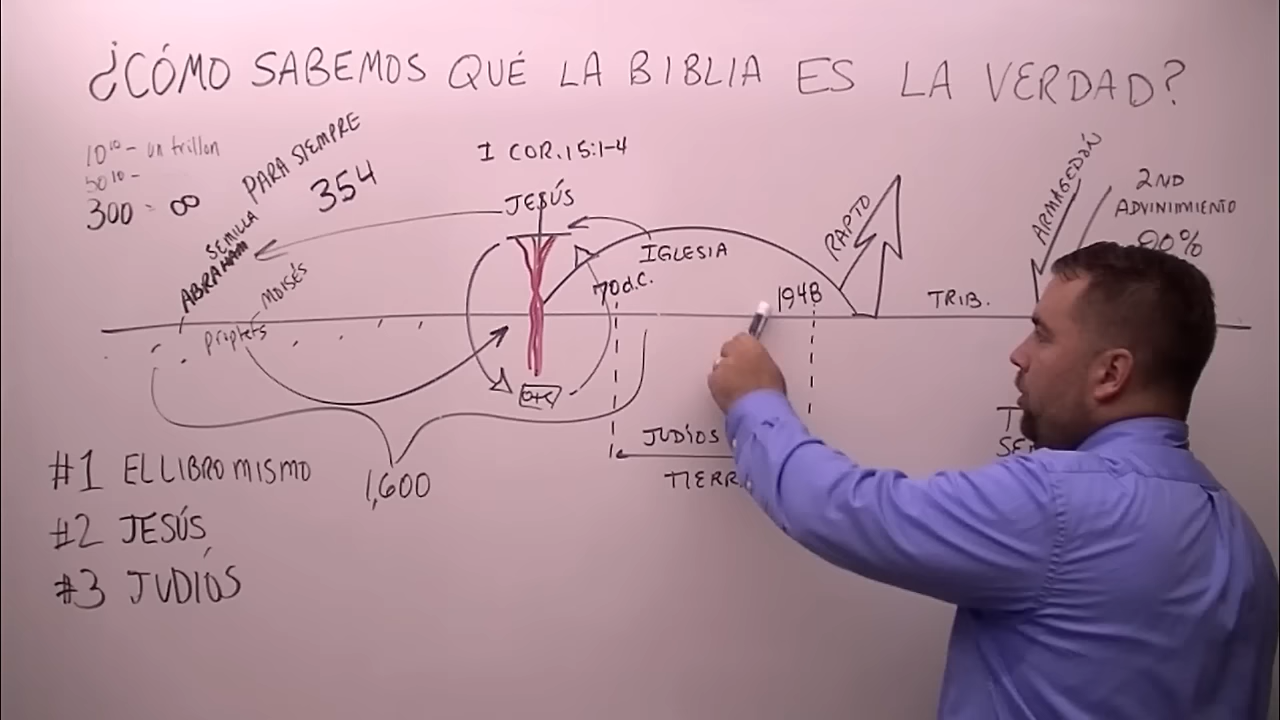 ¿CÓMO SABEMOS QUÉ LA BIBLIA ES LA VERDAD?
10¹⁰ - un trillon
50¹⁰ -
300 = ∞
PARA SIEMPRE
354
I COR. 15:1-4
SEMILLA
ABRAHAM
MOISÉS
prophets
JESÚS
IGLESIA
70 d.C.
1948
RAPTO
TRIB.
ARMAGEDÓN
2ND
ADVINIMIENTO
90%
JUDÍOS
1,600
#1 EL LIBRO MISMO
#2 JESÚS
#3 JUDÍOS